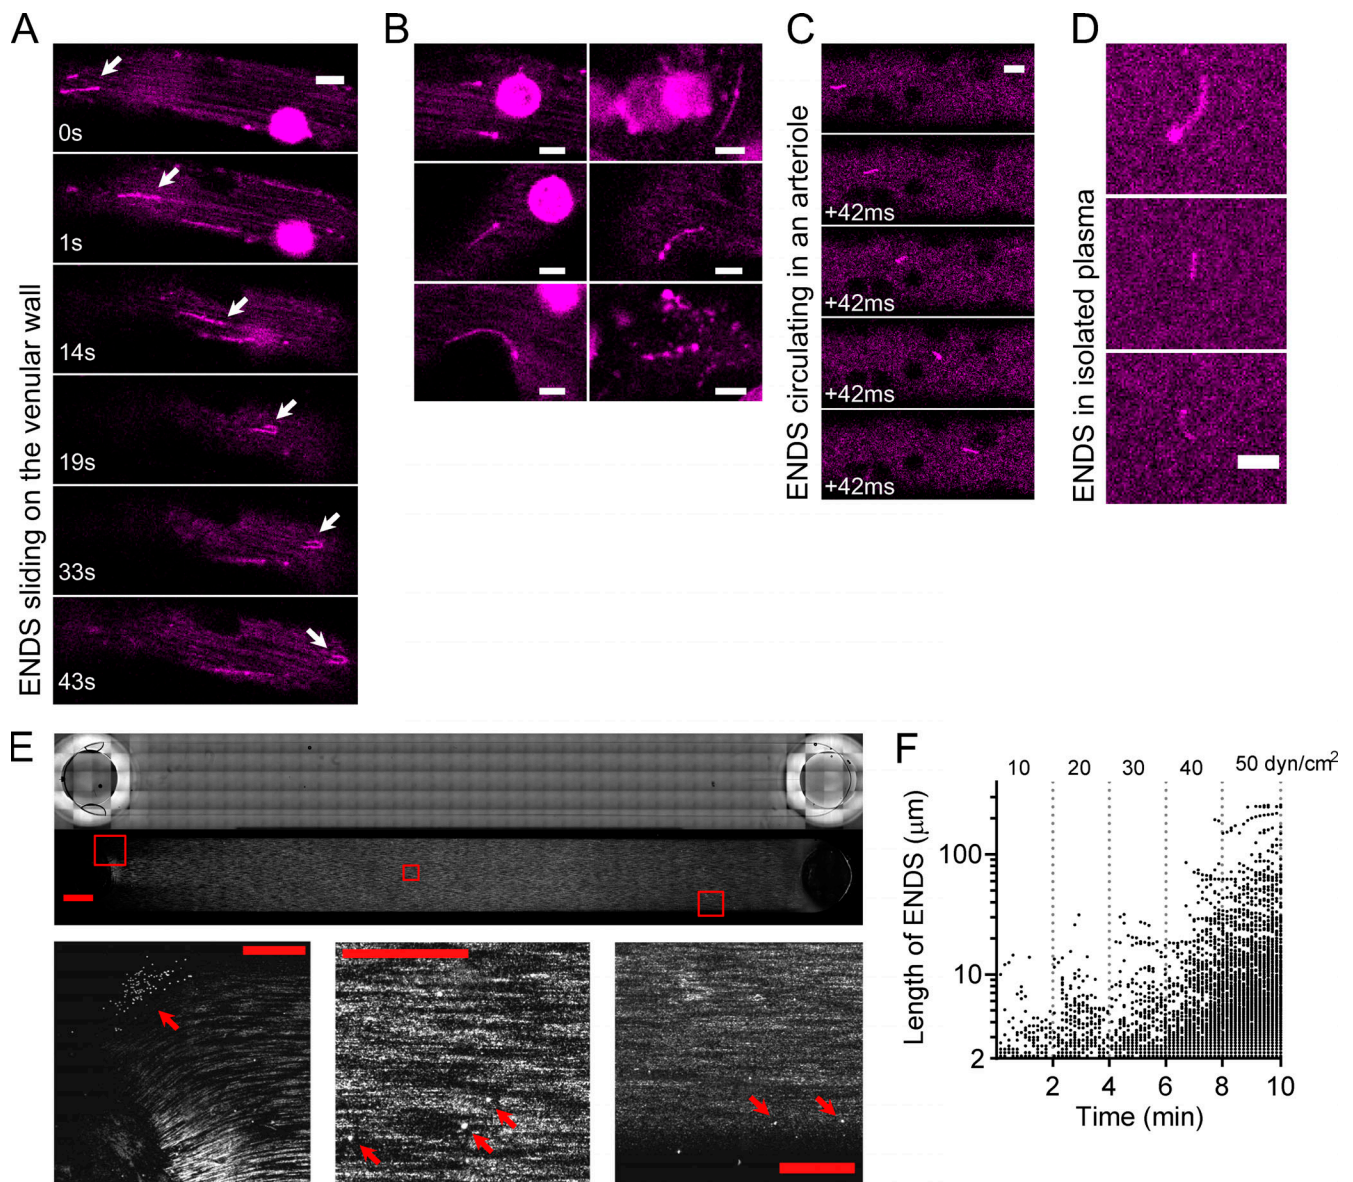 A
ENDS sliding on the venular wall
0s
1s
14s
19s
33s
43s
B
C
ENDS circulating in an arteriole
+42ms
+42ms
+42ms
+42ms
D
ENDS in isolated plasma
E
F
10 20 30 40 50 dyn/cm²
Length of ENDS (μm)
100
10
2
2 4 6 8 10
Time (min)